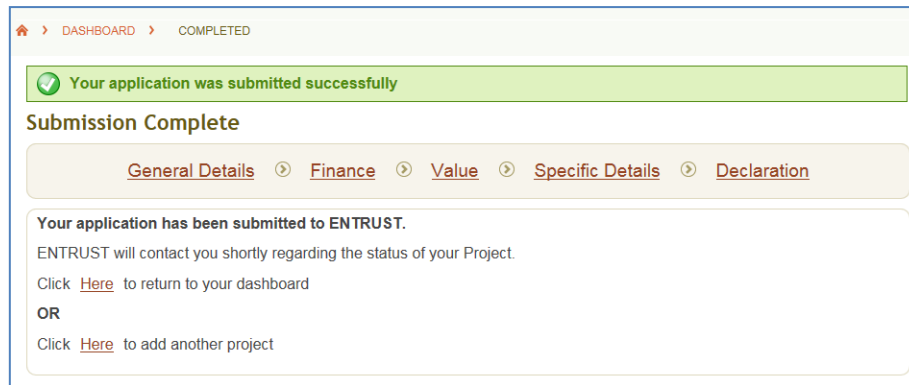 DASHBOARD COMPLETED
Your application was submitted successfully
Submission Complete
General Details Finance Value Specific Details Declaration
Your application has been submitted to ENTRUST.
ENTRUST will contact you shortly regarding the status of your Project.
Click Here to return to your dashboard
OR
Click Here to add another project